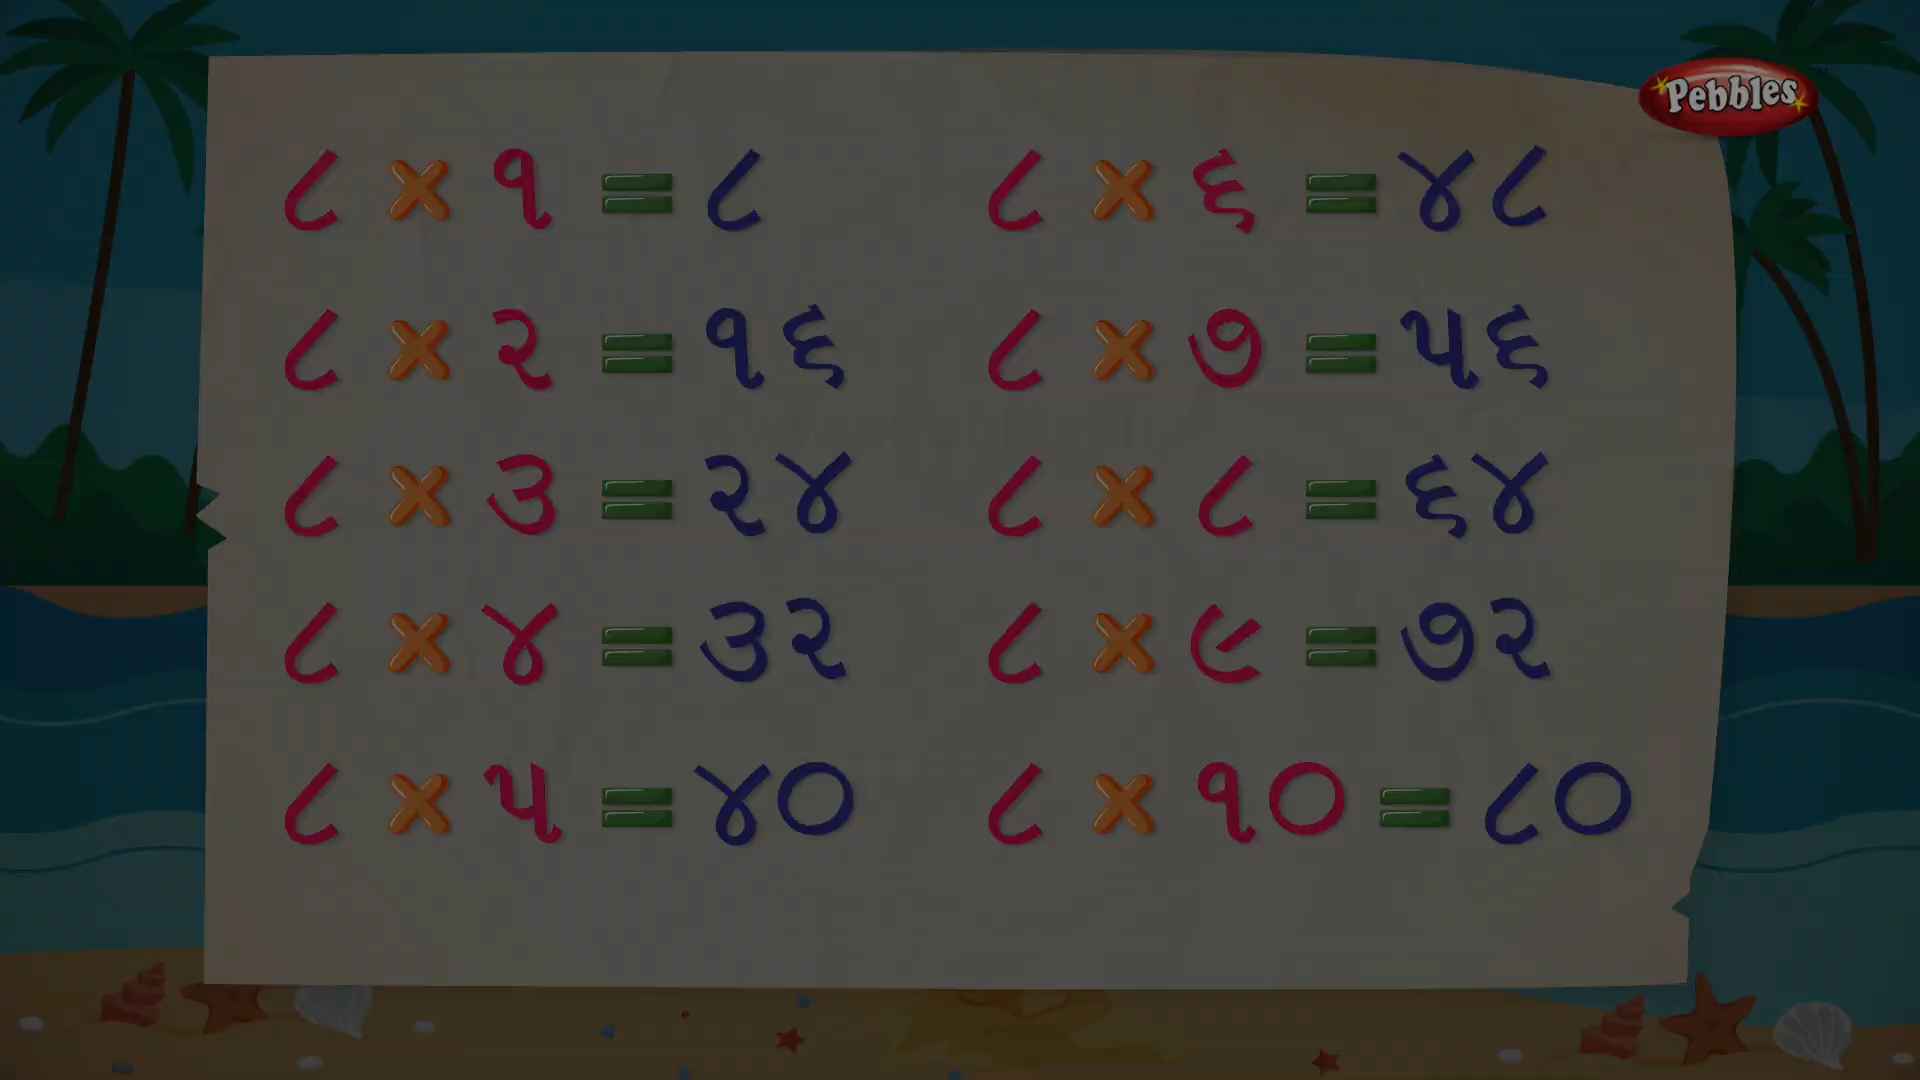 Pebbles
૮ × ૧ = ૮
૮ × ૨ = ૧૬
૮ × ૩ = ૨૪
૮ × ૪ = ૩૨
૮ × ૫ = ૪૦
૮ × ૬ = ૪૮
૮ × ૭ = ૫૬
૮ × ૮ = ૬૪
૮ × ૯ = ૭૨
૮ × ૧૦ = ૮૦